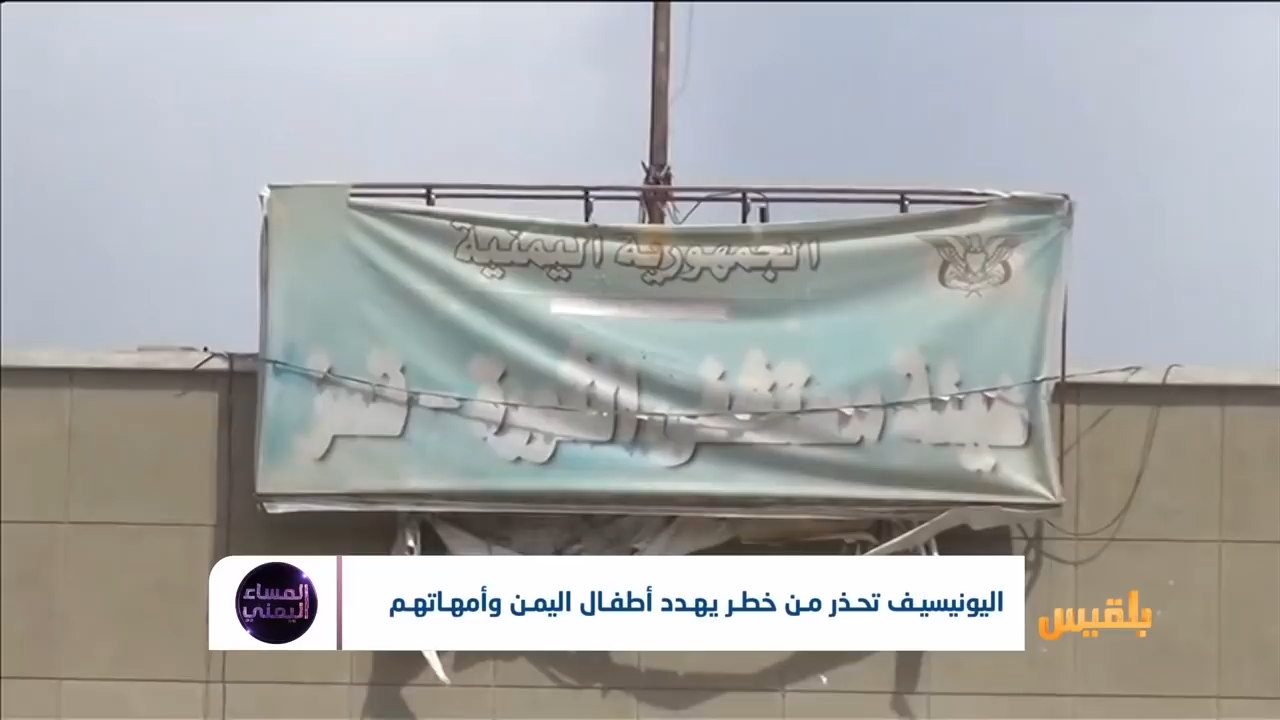 الجمهورية اليمنية
اليونيسيف تحذر من خطر يهدد أطفال اليمن وأمهاتهم
المساء
اليمني
بلقيس